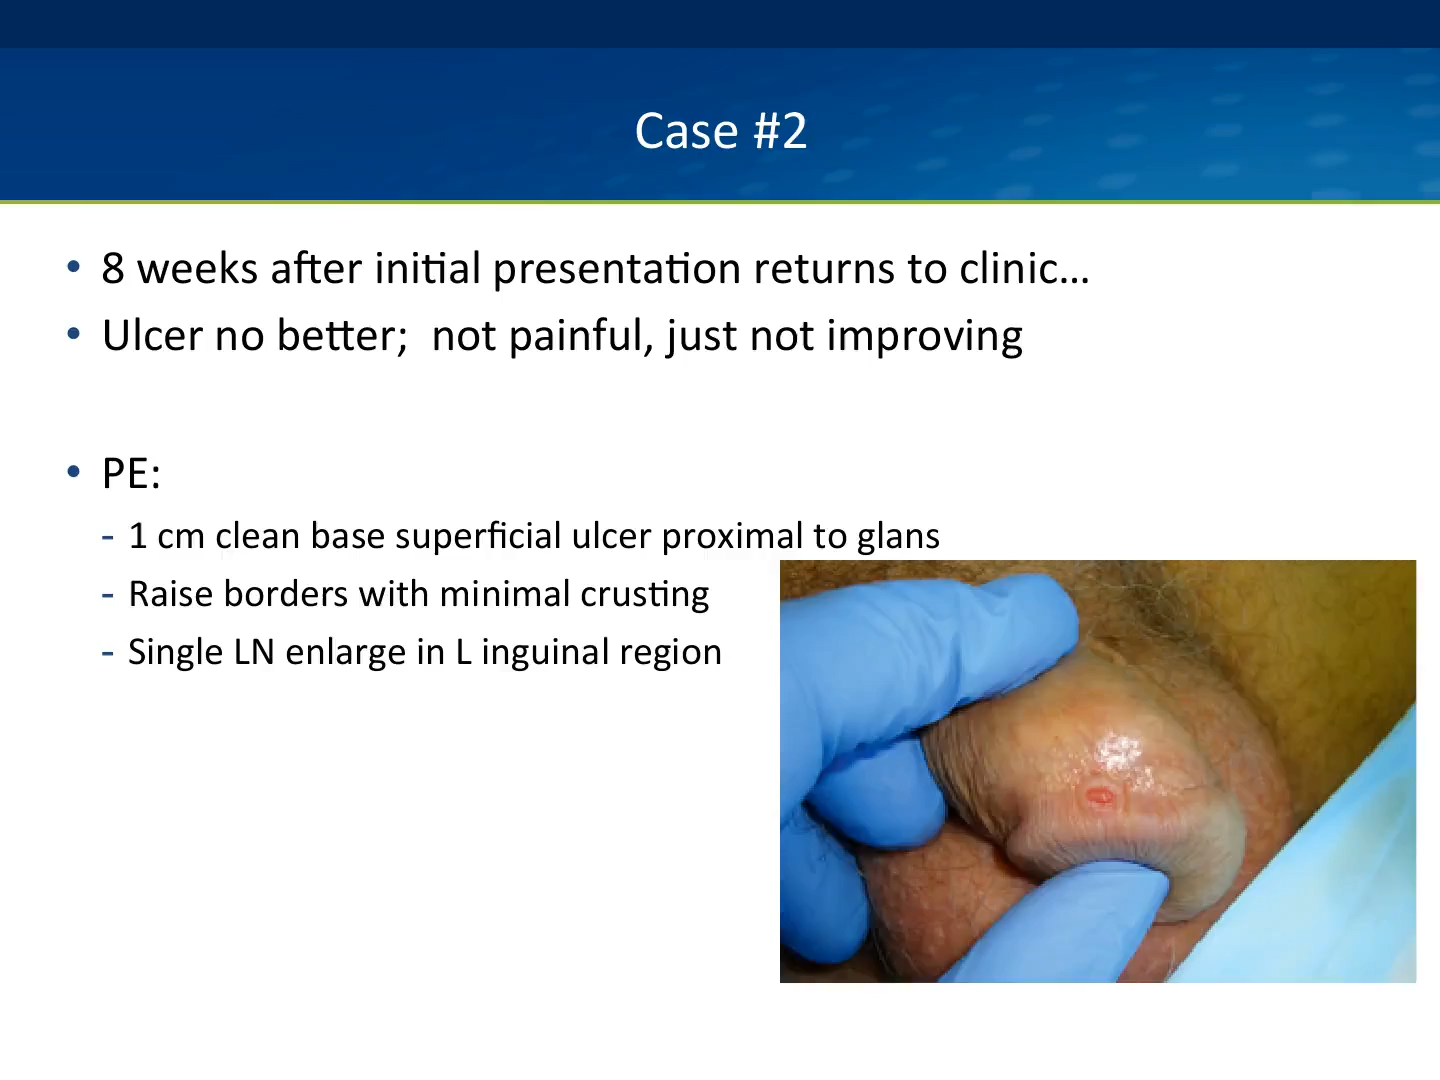 Case #2
• 8 weeks after initial presentation returns to clinic...
• Ulcer no better; not painful, just not improving
• PE:
- 1 cm clean base superficial ulcer proximal to glans
- Raise borders with minimal crusting
- Single LN enlarge in L inguinal region